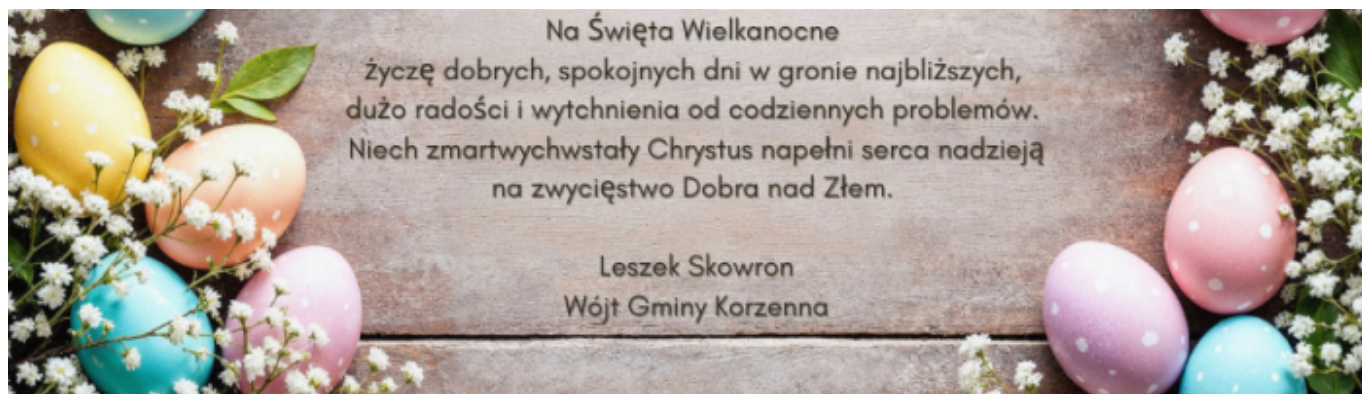 Na Święta Wielkanocne
życzę dobrych, spokojnych dni w gronie najbliższych,
dużo radości i wytchnienia od codziennych problemów.
Niech zmartwychwstały Chrystus napełni serca nadzieją
na zwycięstwo Dobra nad Złem.
Leszek Skowron
Wójt Gminy Korzenna